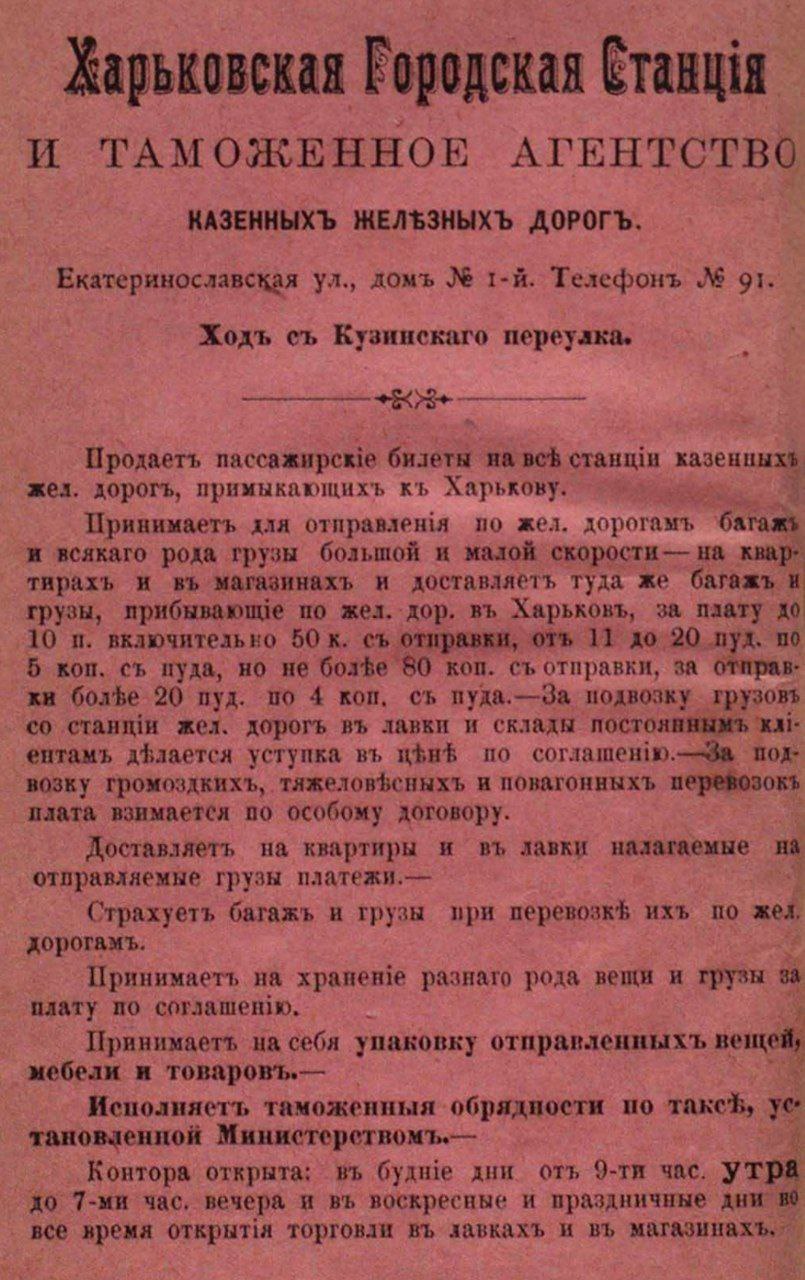 Харьковская Городская Станція
И ТАМОЖЕННОЕ АГЕНТСТВО
КАЗЕННЫХЪ ЖЕЛѢЗНЫХЪ ДОРОГЪ.
Екатеринославская ул., домъ № 1-й. Телефонъ № 91.
Ходъ съ Кузинскаго переулка.
Продаетъ пассажирскіе билеты на всѣ станціи казенныхъ
жел. дорогъ, примыкающихъ къ Харькову.
Принимаетъ для отправленія по жел. дорогамъ багажъ
и всякаго рода грузы большой и малой скорости—на квар-
тирахъ и въ магазинахъ и доставляетъ туда же багажъ и
грузы, прибывающіе по жел. дор. въ Харьковъ, за плату до
10 п. включительно 50 к. съ отправки, отъ 11 до 20 пуд. по
5 коп. съ пуда, но не болѣе 80 коп. съ отправки, за отправ-
ки болѣе 20 пуд. по 4 коп. съ пуда.—За подвозку грузовъ
со станціи жел. дорогъ въ лавки и склады постояннымъ клі-
ентамъ дѣлается уступка въ цѣнѣ по соглашенію.—За под-
возку громоздкихъ, тяжеловѣсныхъ и повагонныхъ перевозокъ
плата взимается по особому договору.
Доставляетъ на квартиры и въ лавки налагаемые на
отправляемые грузы платежи.—
Страхуетъ багажъ и грузы при перевозкѣ ихъ по жел.
дорогамъ.
Принимаетъ на храненіе разнаго рода вещи и грузы за
плату по соглашенію.
Принимаетъ на себя упаковку отправленныхъ вещей,
мебели и товаровъ.—
Исполняетъ таможенныя обрядности по таксѣ, ус-
тановленной Министерствомъ.—
Контора открыта: въ будніе дни отъ 9-ти час. утра
до 7-ми час. вечера и въ воскресные и праздничные дни во
все время открытія торговли въ лавкахъ и въ магазинахъ.